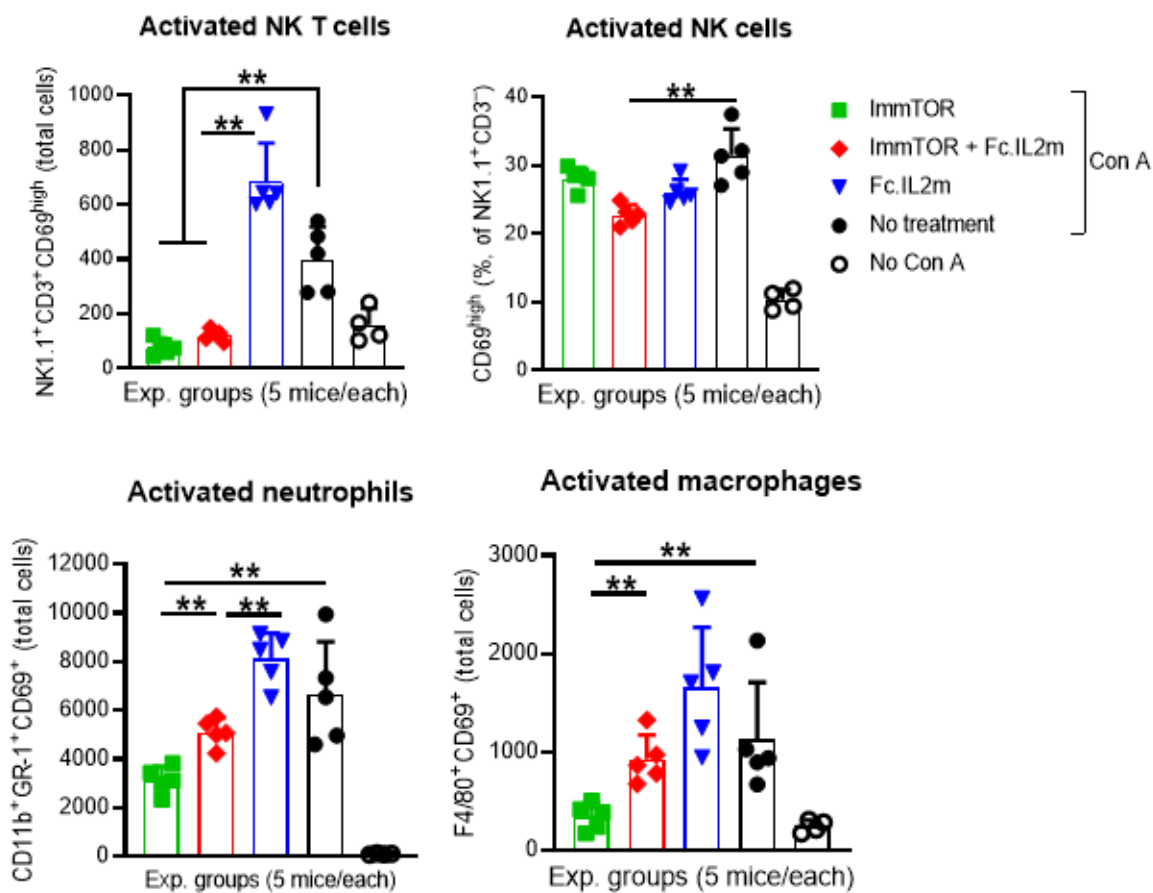 Activated NK T cells
NK1.1⁺CD3⁺CD69ʰⁱᵍʰ (total cells)
1000
800
600
400
200
0
**
**
Exp. groups (5 mice/each)
Activated NK cells
CD69ʰⁱᵍʰ (%, of NK1.1⁺CD3⁻)
40
30
20
10
0
**
Exp. groups (5 mice/each)
ImmTOR
ImmTOR + Fc.IL2m
Fc.IL2m
No treatment
No Con A
Con A
Activated neutrophils
CD11b⁺GR-1⁺CD69⁺ (total cells)
12000
10000
8000
6000
4000
2000
0
**
**
**
Exp. groups (5 mice/each)
Activated macrophages
F4/80⁺CD69⁺ (total cells)
3000
2000
1000
0
**
**
Exp. groups (5 mice/each)